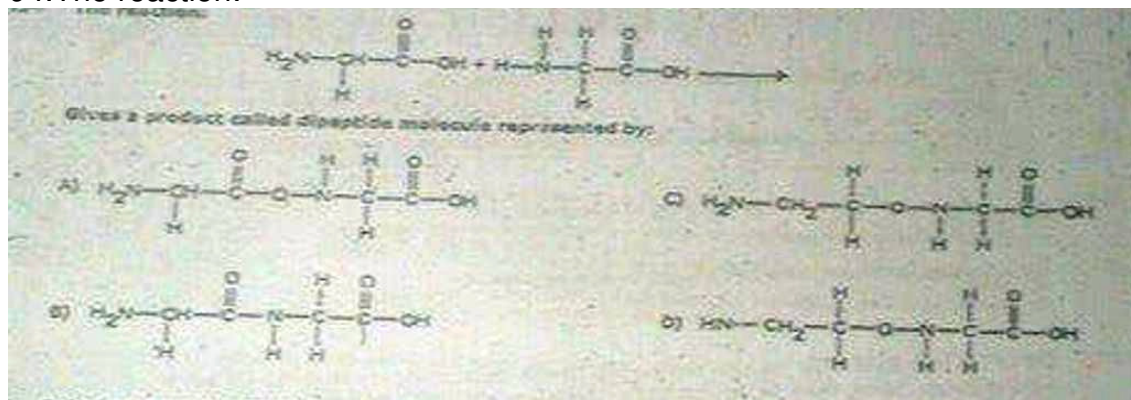 The reaction:
H₂N—CH—C—OH + H—N—C—C—OH
Gives a product called dipeptide molecule represented by:
A) H₂N—CH—C—O—N—C—C—OH
C) H₂N—CH₂—C—O—N—C—C—OH
B) H₂N—CH—C—N—C—C—OH
D) HN—CH₂—C—O—N—C—C—OH